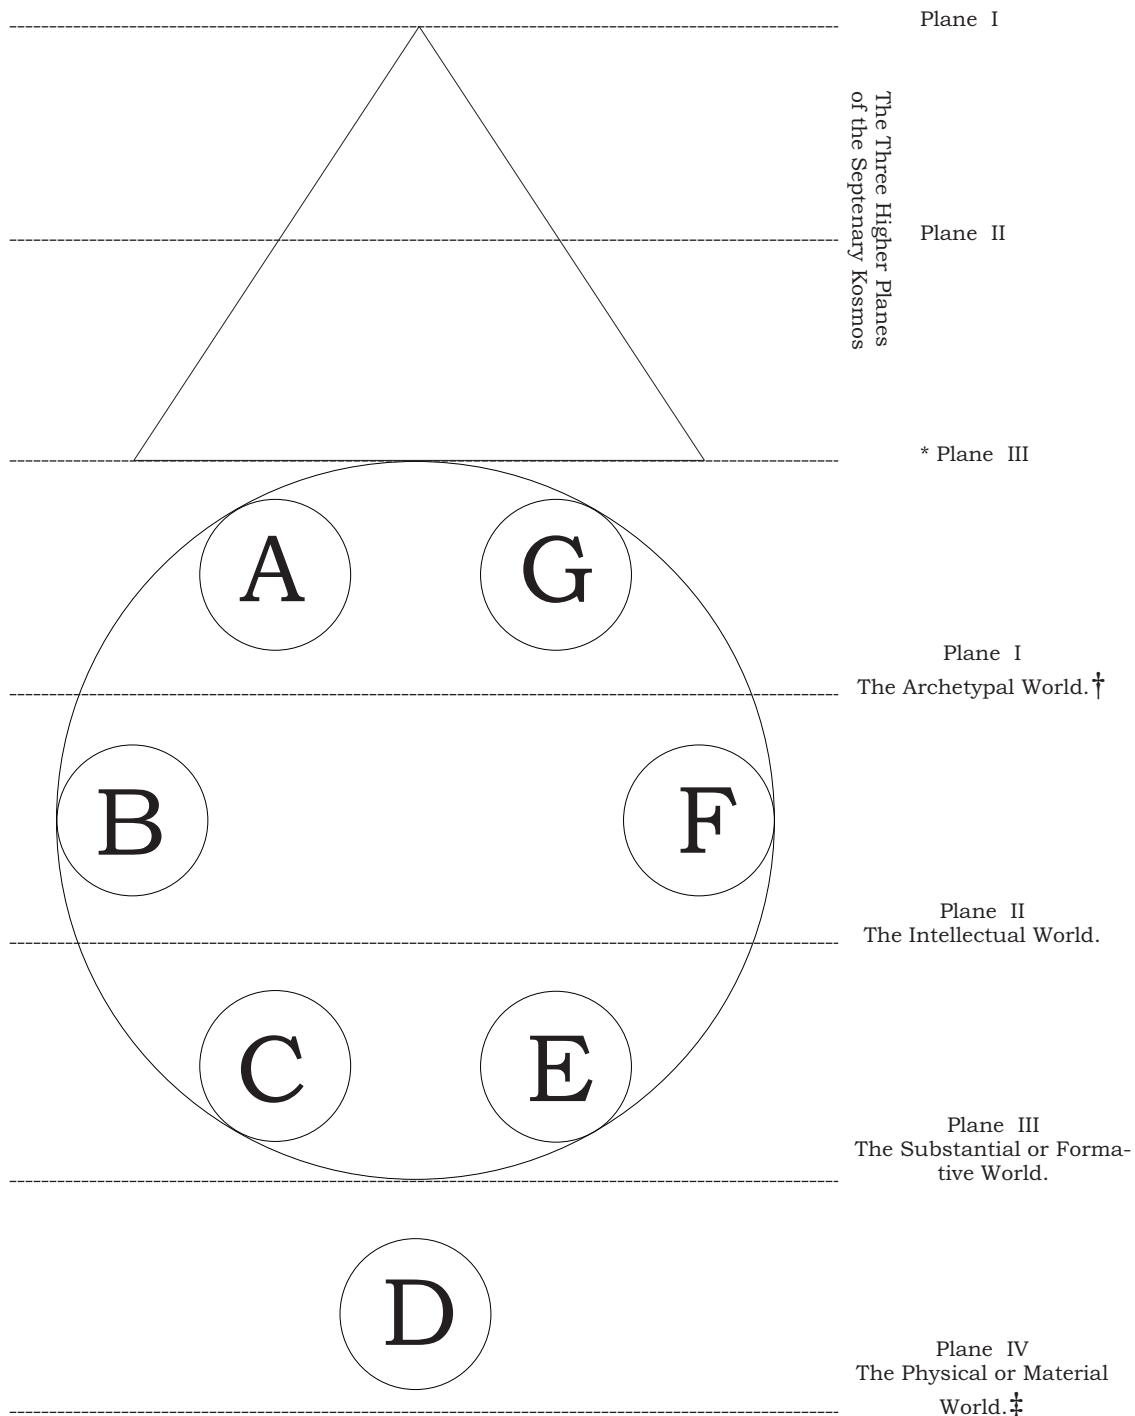 Plane I
The Three Higher Planes
of the Septenary Kosmos
Plane II
* Plane III
A
G
Plane I
The Archetypal World.†
B
F
Plane II
The Intellectual World.
C
E
Plane III
The Substantial or Forma-
tive World.
D
Plane IV
The Physical or Material
World.‡